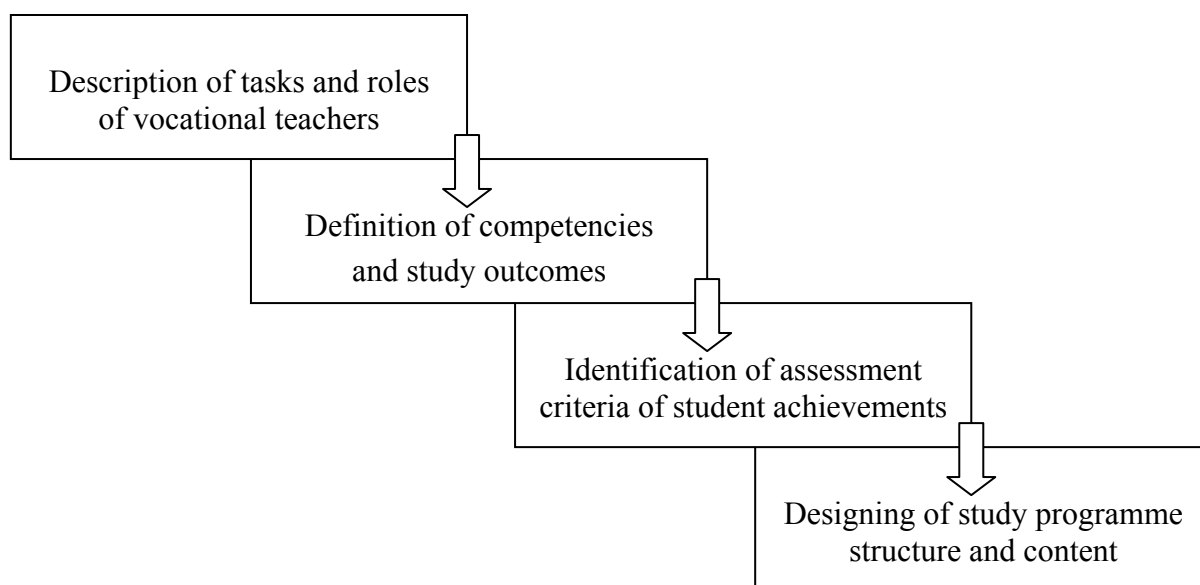 Description of tasks and roles
of vocational teachers
Definition of competencies
and study outcomes
Identification of assessment
criteria of student achievements
Designing of study programme
structure and content